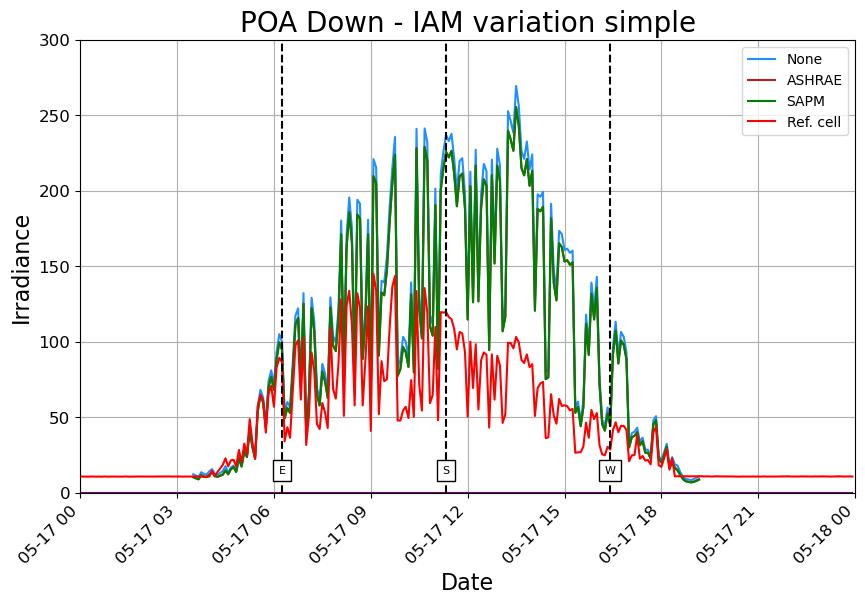 POA Down - IAM variation simple
300
250
200
150
100
50
0
Irradiance
None
ASHRAE
SAPM
Ref. cell
E
S
W
05-17 00
05-17 03
05-17 06
05-17 09
05-17 12
05-17 15
05-17 18
05-17 21
05-18 00
Date